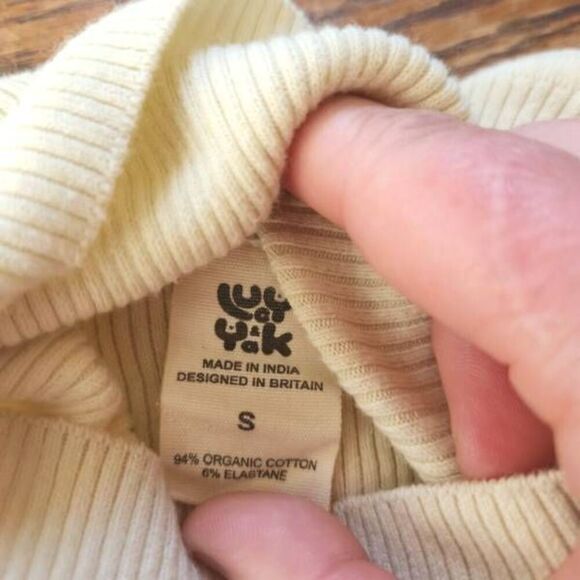 Lucy
& Yak
MADE IN INDIA
DESIGNED IN BRITAIN
S
94% ORGANIC COTTON
6% ELASTANE